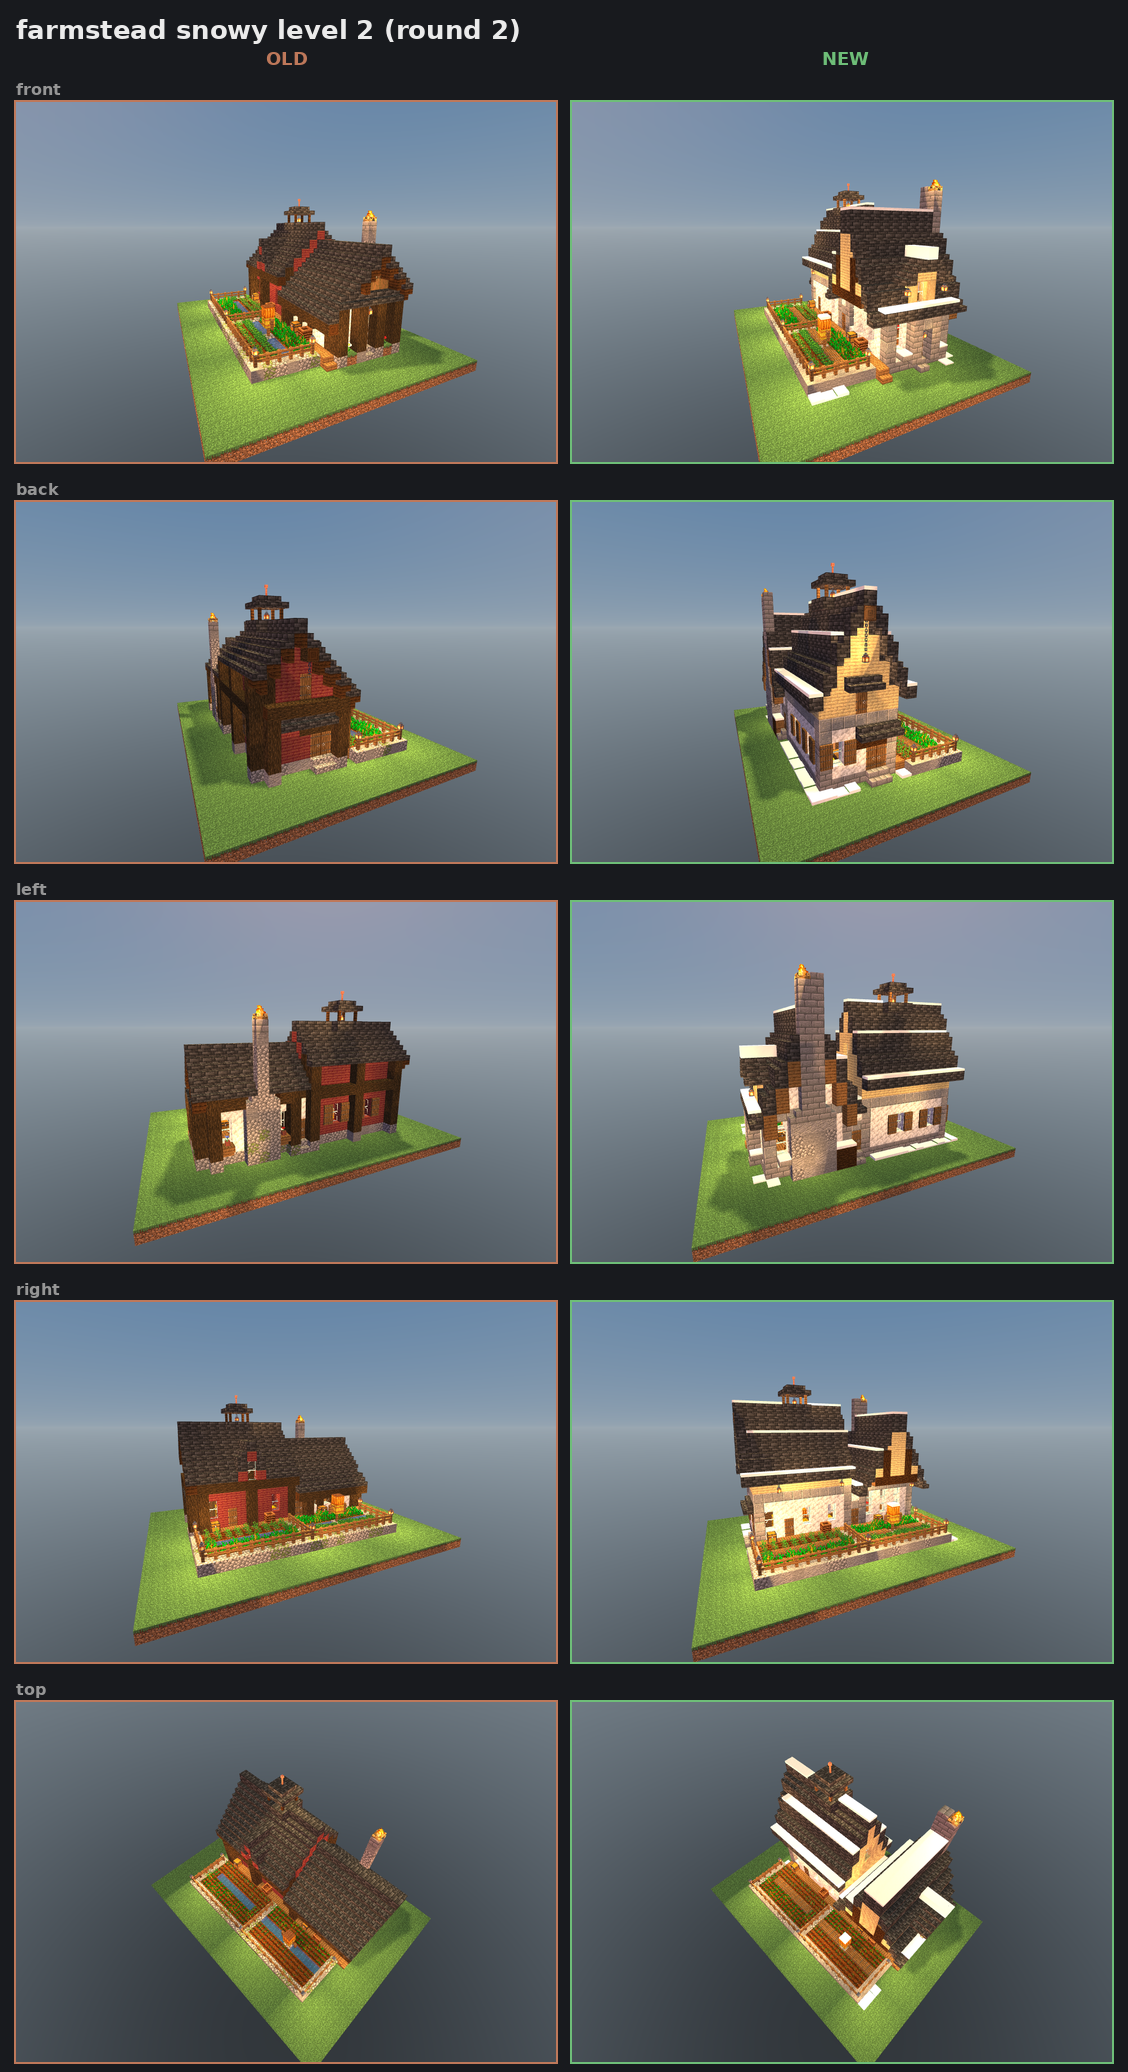 farmstead snowy level 2 (round 2)
OLD
NEW
front
back
left
right
top